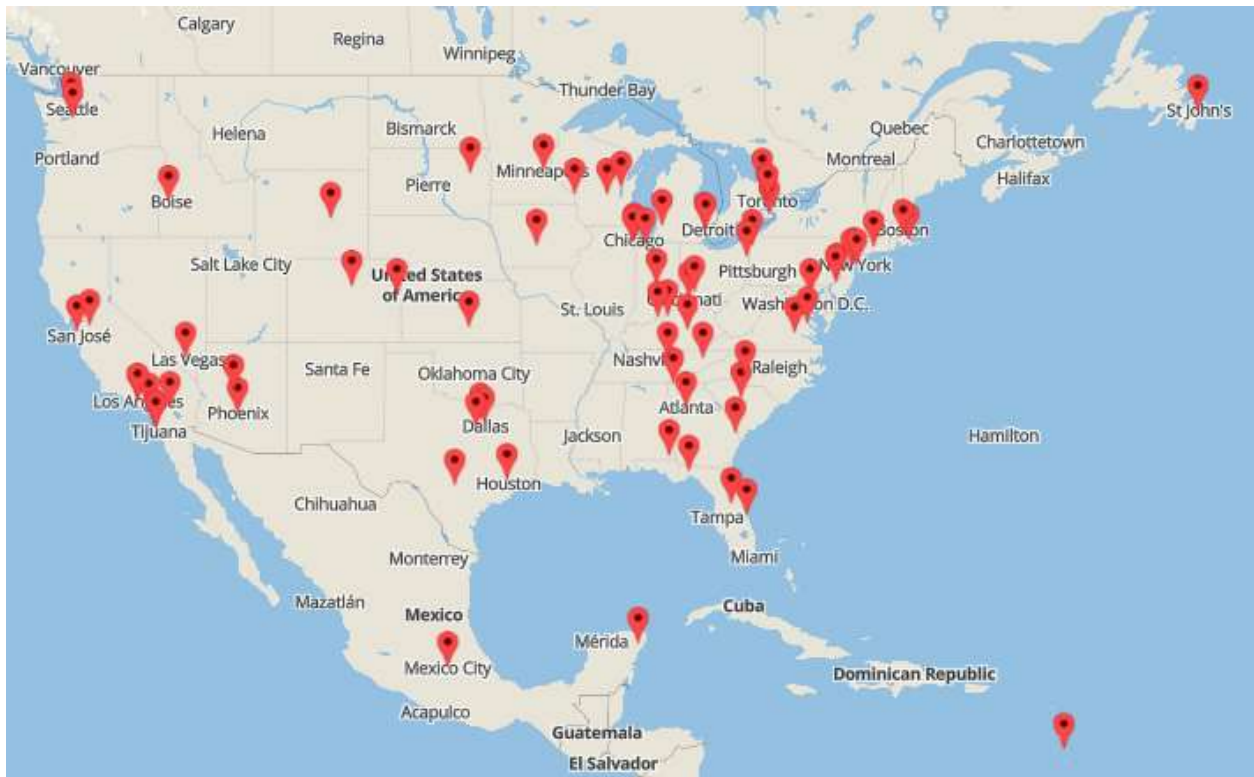 Calgary
Regina
Winnipeg
Vancouver
Thunder Bay
Seattle
St John's
Helena
Bismarck
Quebec
Charlottetown
Portland
Montreal
Minneapolis
Pierre
Halifax
Boise
Toronto
Chicago
Detroit
Boston
Salt Lake City
United States
of America
Pittsburgh
New York
Cincinnati
St. Louis
Washington D.C..
San José
Las Vegas
Nashvi
Santa Fe
Oklahoma City
Raleigh
Los Angeles
Phoenix
Atlanta
Dallas
Tijuana
Jackson
Hamilton
Houston
Chihuahua
Tampa
Monterrey
Miami
Mazatlán
Cuba
Mexico
Mérida
Mexico City
Dominican Republic
Acapulco
Guatemala
El Salvador